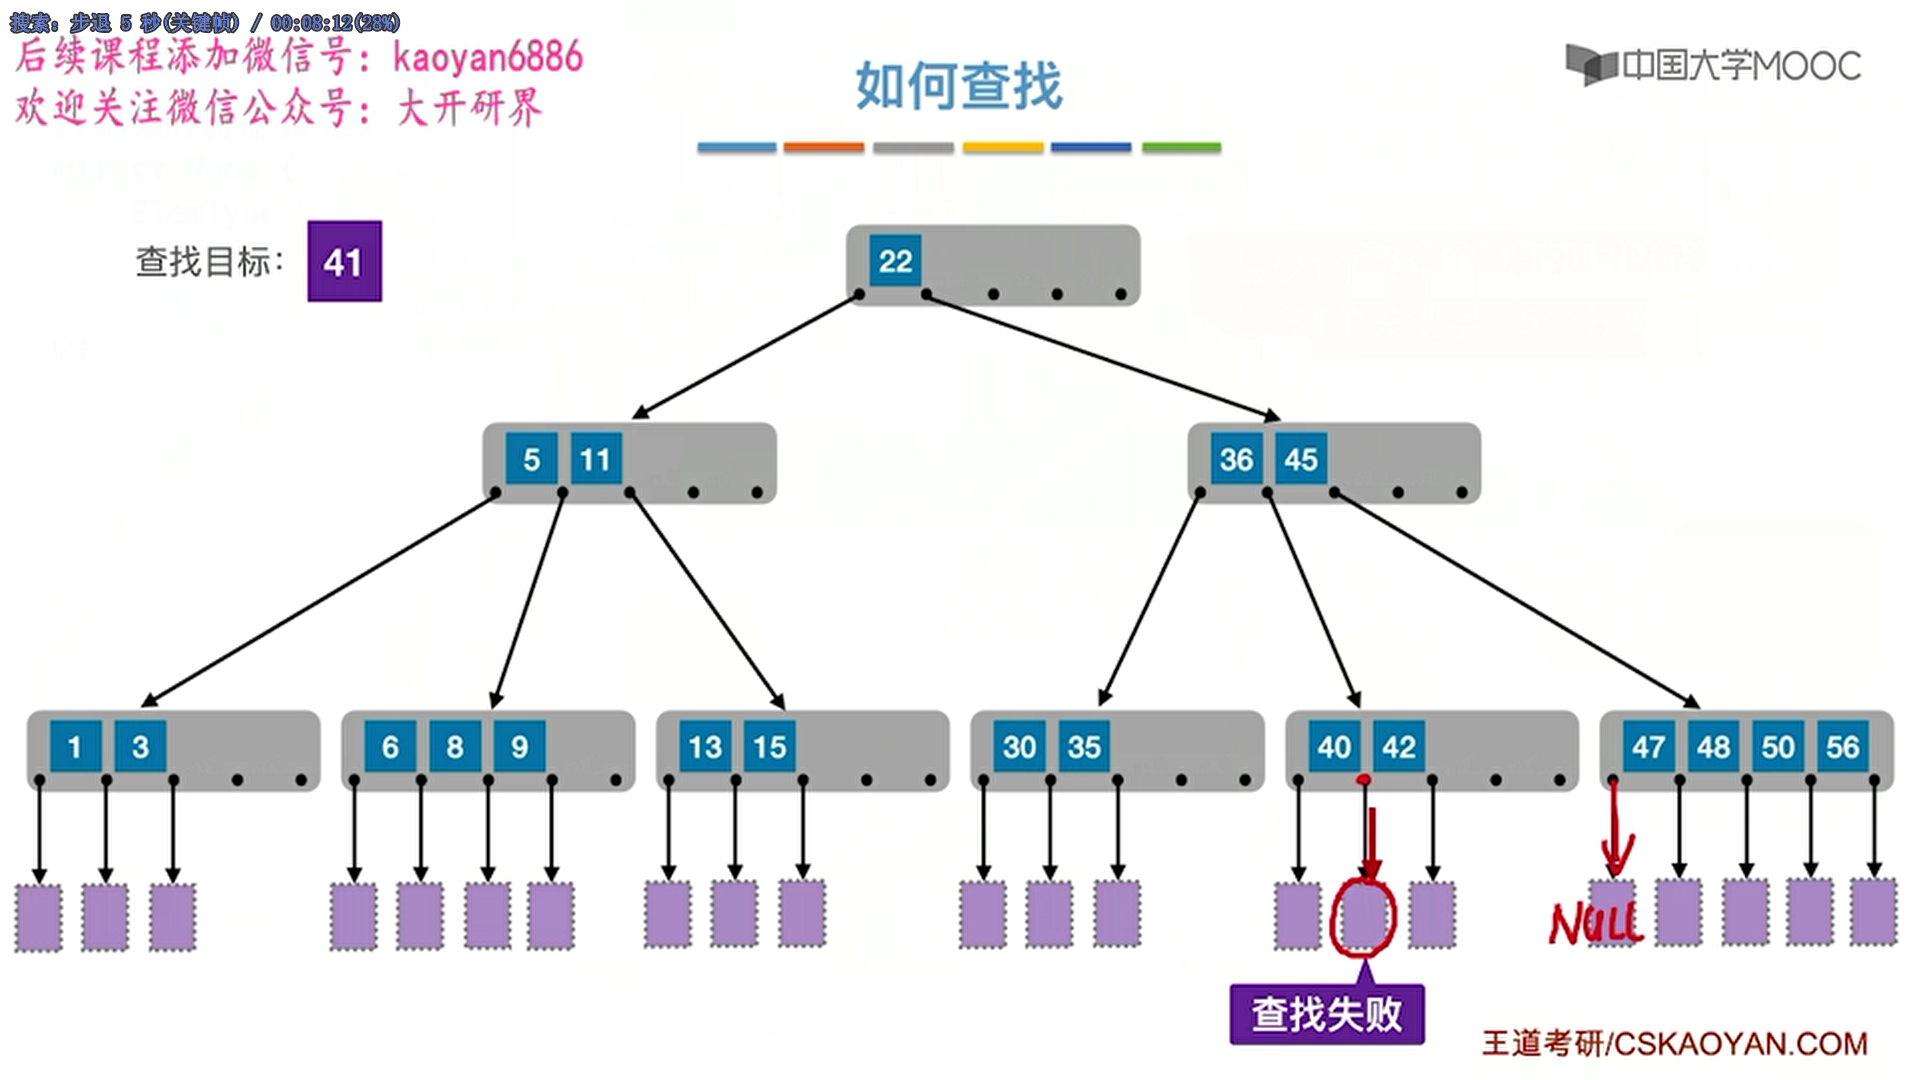 搜索: 步退 5 秒(关键帧) / 00:08:12(28%)
后续课程添加微信号：kaoyan6886
欢迎关注微信公众号：大开研界
如何查找
中国大学MOOC
查找目标：
41
22
5 11
36 45
1 3
6 8 9
13 15
30 35
40 42
47 48 50 56
NULL
查找失败
王道考研/CSKAOYAN.COM